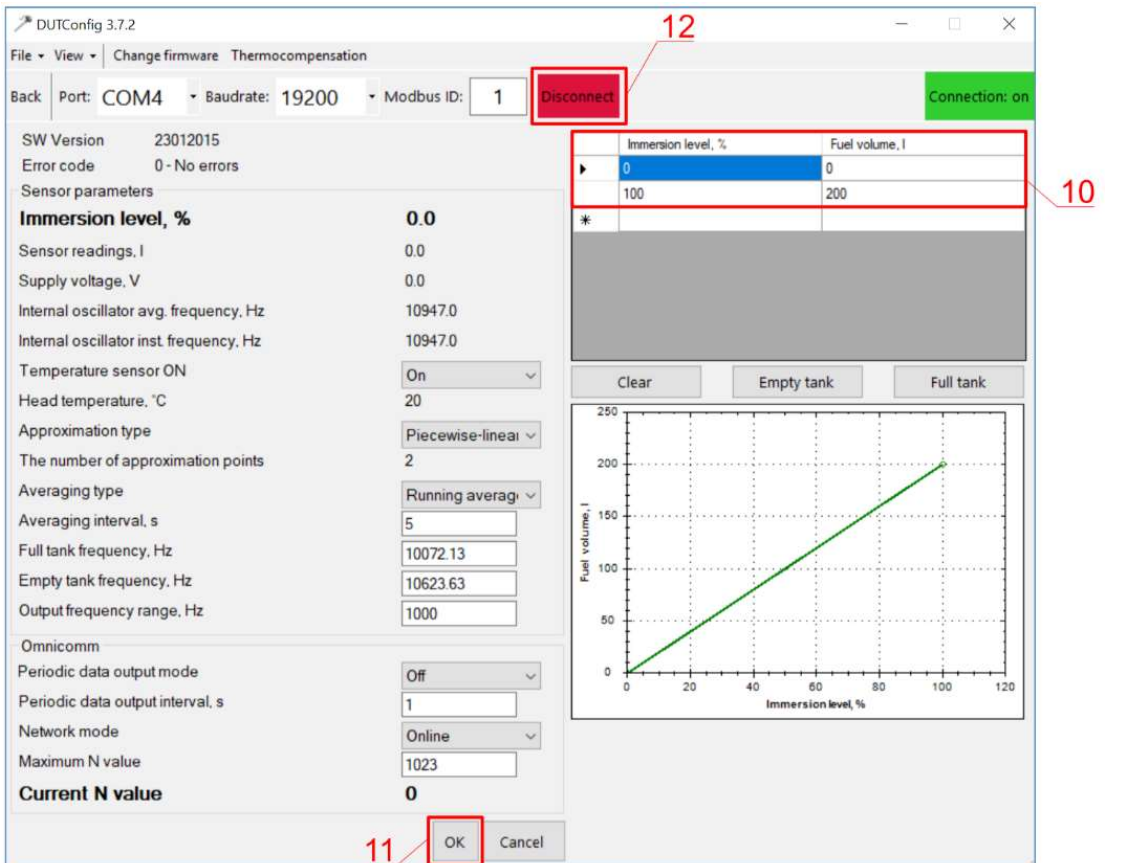 DUTConfig 3.7.2
12
File View Change firmware Thermocompensation
Back Port: COM4 Baudrate: 19200 Modbus ID: 1 Disconnect Connection: on
SW Version 23012015
Error code 0 - No errors
Sensor parameters
Immersion level, % 0.0
Sensor readings, l 0.0
Supply voltage, V 0.0
Internal oscillator avg. frequency, Hz 10947.0
Internal oscillator inst. frequency, Hz 10947.0
Temperature sensor ON On
Head temperature, °C 20
Approximation type Piecewise-linear
The number of approximation points 2
Averaging type Running average
Averaging interval, s 5
Full tank frequency, Hz 10072.13
Empty tank frequency, Hz 10623.63
Output frequency range, Hz 1000
Omnicomm
Periodic data output mode Off
Periodic data output interval, s 1
Network mode Online
Maximum N value 1023
Current N value 0
11
OK Cancel
Immersion level, % Fuel volume, l
0 0
100 200
*
10
Clear Empty tank Full tank
250
200
150
100
50
0
Fuel volume, l
0 20 40 60 80 100 120
Immersion level, %